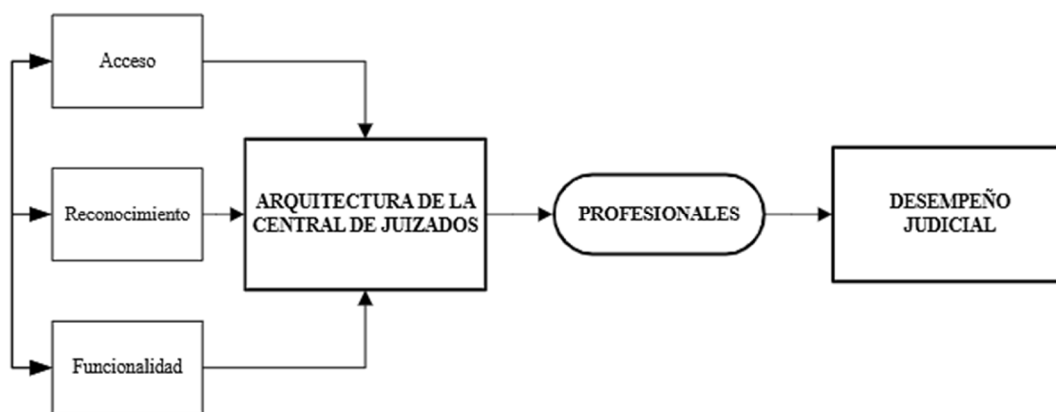 Acceso
Reconocimiento
ARQUITECTURA DE LA
CENTRAL DE JUIZADOS
PROFESIONALES
DESEMPEÑO
JUDICIAL
Funcionalidad